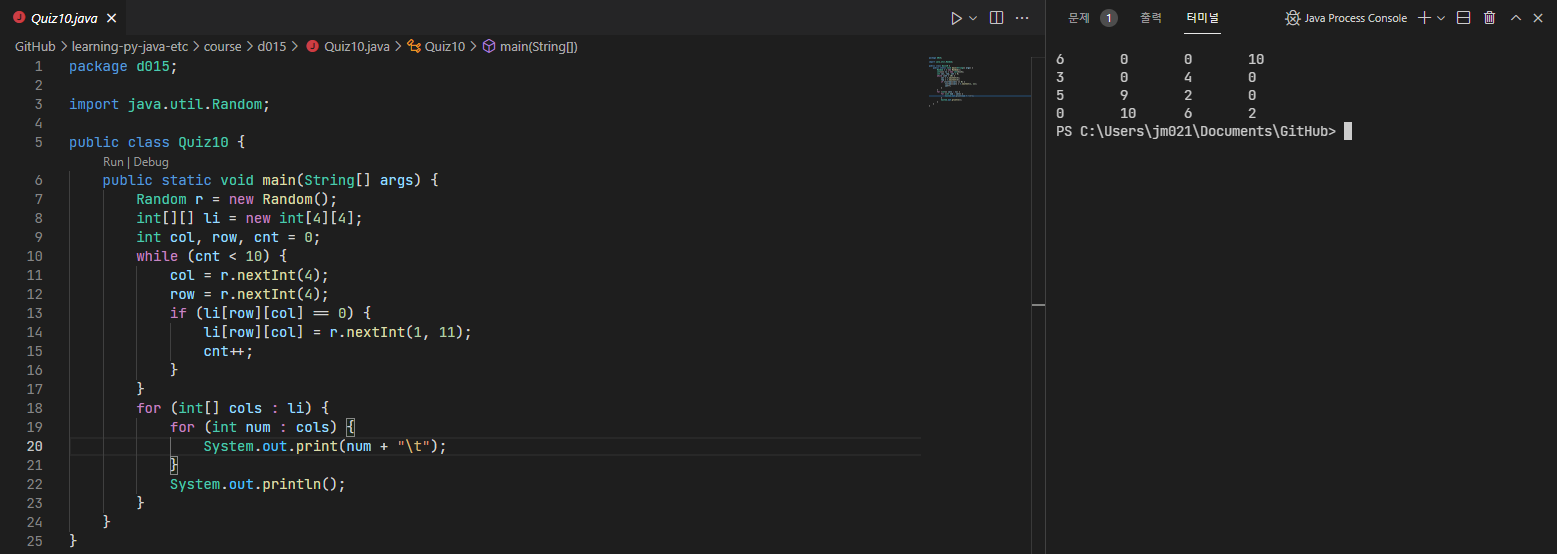 Quiz10.java
GitHub > learning-py-java-etc > course > d015 > Quiz10.java > Quiz10 > main(String[])
1 package d015;
2
3 import java.util.Random;
4
5 public class Quiz10 {
Run | Debug
6 public static void main(String[] args) {
7 Random r = new Random();
8 int[][] li = new int[4][4];
9 int col, row, cnt = 0;
10 while (cnt < 10) {
11 col = r.nextInt(4);
12 row = r.nextInt(4);
13 if (li[row][col] == 0) {
14 li[row][col] = r.nextInt(1, 11);
15 cnt++;
16 }
17 }
18 for (int[] cols : li) {
19 for (int num : cols) {
20 System.out.print(num + "\t");
21 }
22 System.out.println();
23 }
24 }
25 }
문제 1 출력 터미널 Java Process Console
6 0 0 10
3 0 4 0
5 9 2 0
0 10 6 2
PS C:\Users\jm021\Documents\GitHub>